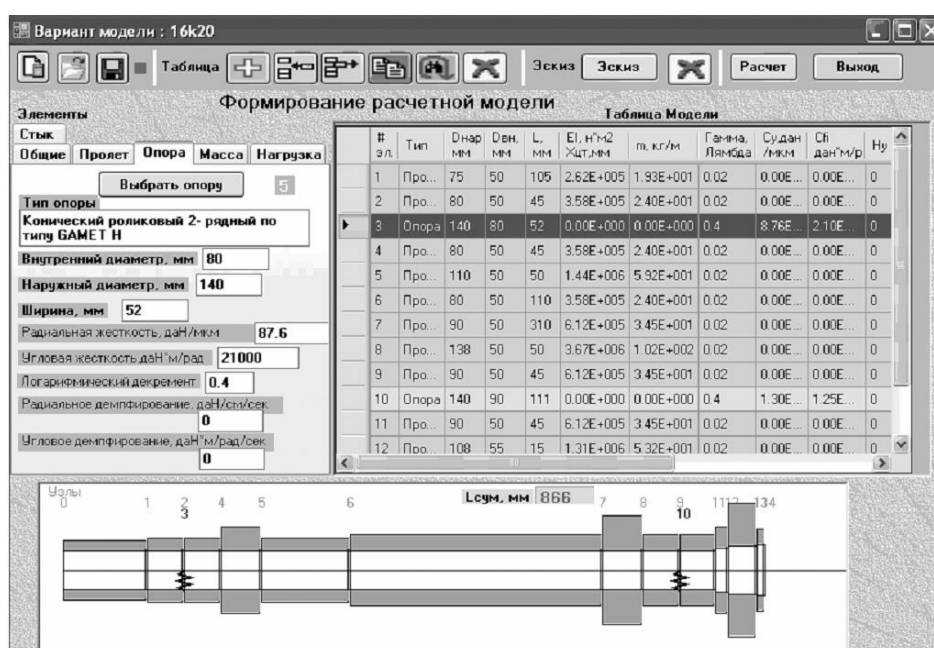 Вариант модели : 16k20
Таблица Эскиз Эскиз Расчет Выход
Формирование расчетной модели
Элементы
Таблица Модели
Стык
Общие Пролет Опора Масса Нагрузка
Выбрать опору 5
Тип опоры
Конический роликовый 2- рядный по
типу GAMET H
Внутренний диаметр, мм 80
Наружный диаметр, мм 140
Ширина, мм 52
Радиальная жесткость, даН/мкм 87.6
Угловая жесткость,даН*м/рад 21000
Логарифмический декремент 0.4
Радиальное демпфирование, даН/см/сек
0
Угловое демпфирование, даН*м/рад/сек
0
# эл. Тип Dнар мм Dвн, мм L, мм EI, н*м2 Xцт,мм m, кг/м Гамма, Лямбда Су,дан /мкм Cfi дан*м/р Ну
1 Про... 75 50 105 2.62E+005 1.93E+001 0.02 0.00E... 0.00E... 0
2 Про... 80 50 45 3.58E+005 2.40E+001 0.02 0.00E... 0.00E... 0
3 Опора 140 80 52 0.00E+000 0.00E+000 0.4 8.76E... 2.10E... 0
4 Про... 80 50 45 3.58E+005 2.40E+001 0.02 0.00E... 0.00E... 0
5 Про... 110 50 50 1.44E+006 5.92E+001 0.02 0.00E... 0.00E... 0
6 Про... 80 50 110 3.58E+005 2.40E+001 0.02 0.00E... 0.00E... 0
7 Про... 90 50 310 6.12E+005 3.45E+001 0.02 0.00E... 0.00E... 0
8 Про... 138 50 50 3.67E+006 1.02E+002 0.02 0.00E... 0.00E... 0
9 Про... 90 50 45 6.12E+005 3.45E+001 0.02 0.00E... 0.00E... 0
10 Опора 140 90 111 0.00E+000 0.00E+000 0.4 1.30E... 1.25E... 0
11 Про... 90 50 45 6.12E+005 3.45E+001 0.02 0.00E... 0.00E... 0
12 Про... 108 55 15 1.31E+006 5.32E+001 0.02 0.00E... 0.00E... 0
Узлы
Lсум, мм 866
0 1 2 4 5 6 7 8 9 11 12 134
3 10